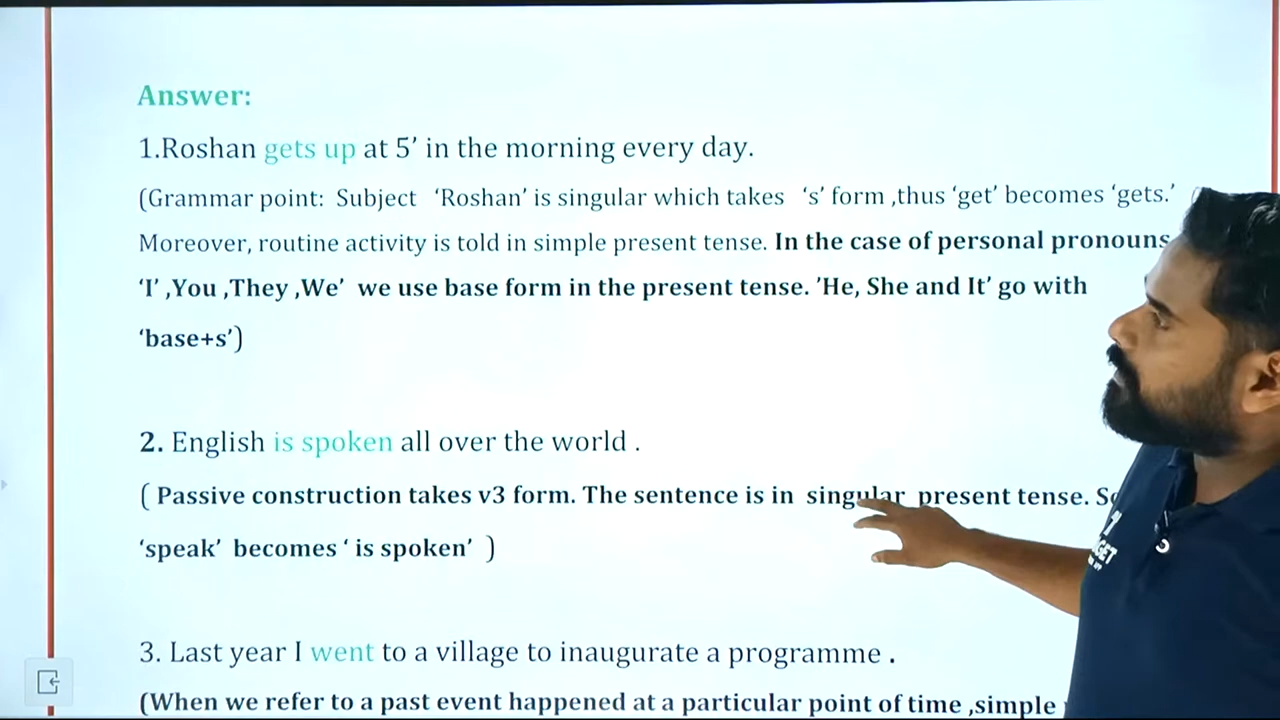 Answer:
1.Roshan gets up at 5’ in the morning every day.
(Grammar point: Subject ‘Roshan’ is singular which takes ‘s’ form ,thus ‘get’ becomes ‘gets.’
Moreover, routine activity is told in simple present tense. In the case of personal pronouns
‘I’ ,You ,They ,We’ we use base form in the present tense. ’He, She and It’ go with
‘base+s’)
2. English is spoken all over the world .
( Passive construction takes v3 form. The sentence is in singular present tense.
‘speak’ becomes ‘ is spoken’ )
3. Last year I went to a village to inaugurate a programme .
(When we refer to a past event happened at a particular point of time ,simple